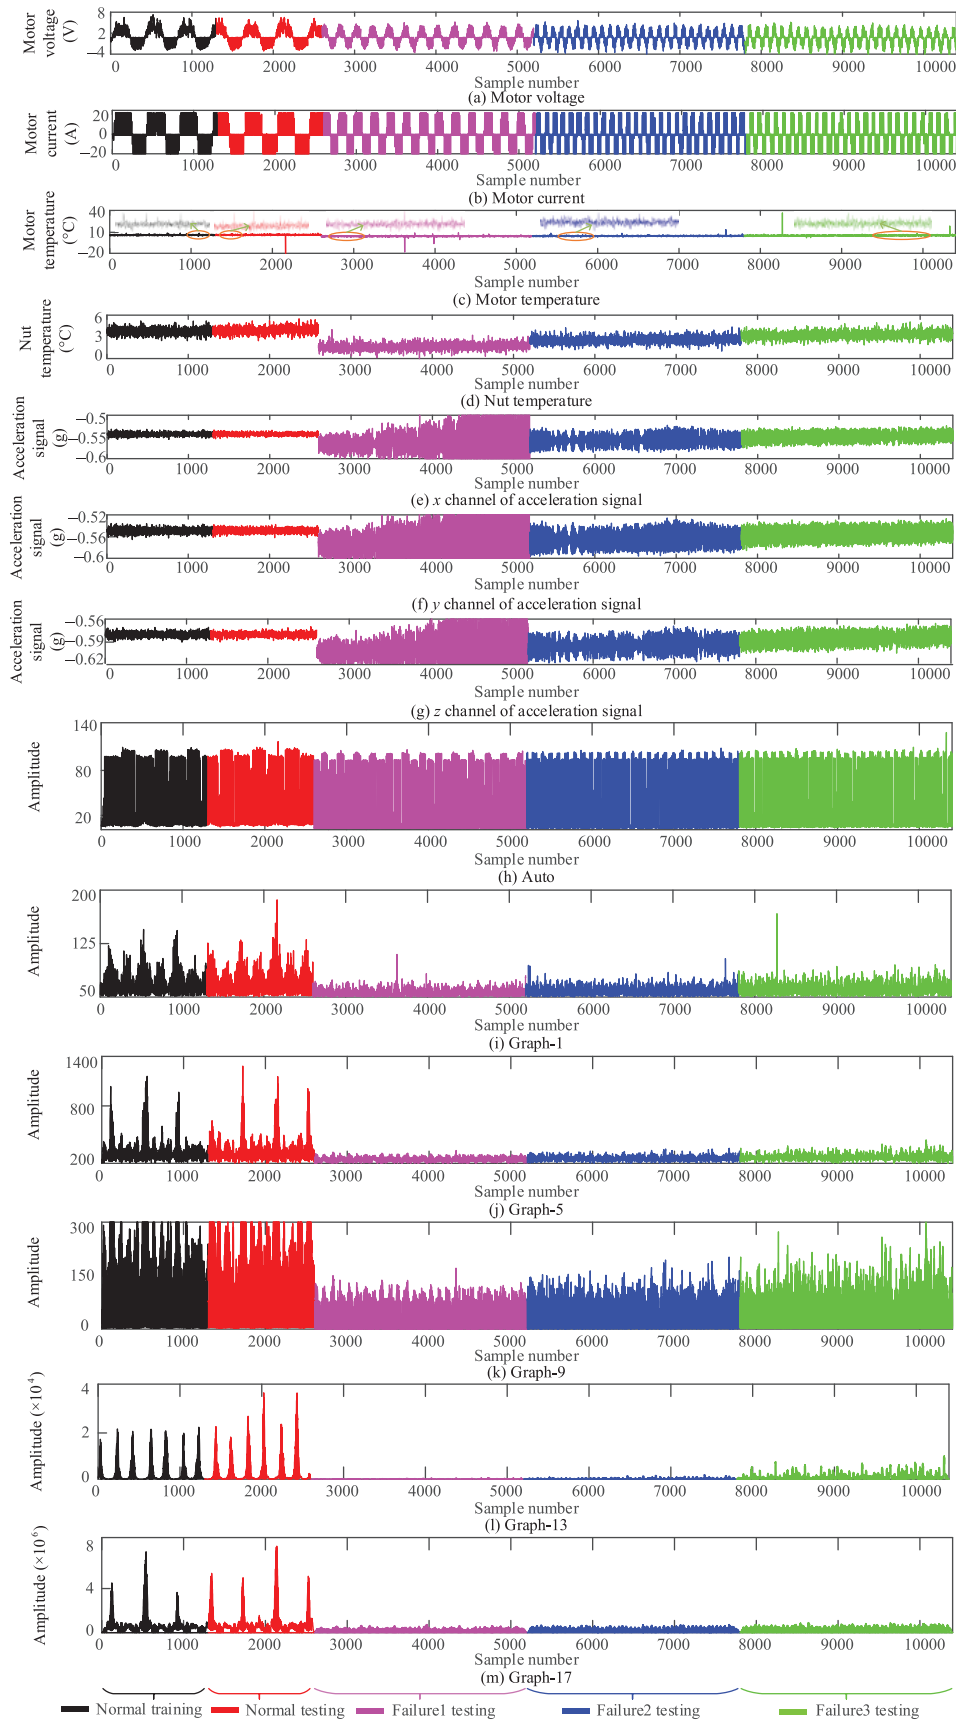 Motor voltage (V)
8
2
−4
0 1000 2000 3000 4000 5000 6000 7000 8000 9000 10000
Sample number
(a) Motor voltage
Motor current (A)
20
0
−20
0 1000 2000 3000 4000 5000 6000 7000 8000 9000 10000
Sample number
(b) Motor current
Motor temperature (°C)
40
10
−20
0 1000 2000 3000 4000 5000 6000 7000 8000 9000 10000
Sample number
(c) Motor temperature
Nut temperature (°C)
6
3
0
0 1000 2000 3000 4000 5000 6000 7000 8000 9000 10000
Sample number
(d) Nut temperature
Acceleration signal (g)
−0.5
−0.55
−0.6
0 1000 2000 3000 4000 5000 6000 7000 8000 9000 10000
Sample number
(e) x channel of acceleration signal
Acceleration signal (g)
−0.52
−0.56
−0.6
0 1000 2000 3000 4000 5000 6000 7000 8000 9000 10000
Sample number
(f) y channel of acceleration signal
Acceleration signal (g)
−0.56
−0.59
−0.62
0 1000 2000 3000 4000 5000 6000 7000 8000 9000 10000
Sample number
(g) z channel of acceleration signal
Amplitude
140
80
20
0 1000 2000 3000 4000 5000 6000 7000 8000 9000 10000
Sample number
(h) Auto
Amplitude
200
125
50
0 1000 2000 3000 4000 5000 6000 7000 8000 9000 10000
Sample number
(i) Graph-1
Amplitude
1400
800
200
0 1000 2000 3000 4000 5000 6000 7000 8000 9000 10000
Sample number
(j) Graph-5
Amplitude
300
150
0
0 1000 2000 3000 4000 5000 6000 7000 8000 9000 10000
Sample number
(k) Graph-9
Amplitude (×10⁴)
4
2
0
0 1000 2000 3000 4000 5000 6000 7000 8000 9000 10000
Sample number
(l) Graph-13
Amplitude (×10⁶)
8
4
0
0 1000 2000 3000 4000 5000 6000 7000 8000 9000 10000
Sample number
(m) Graph-17
Normal training Normal testing Failure1 testing Failure2 testing Failure3 testing